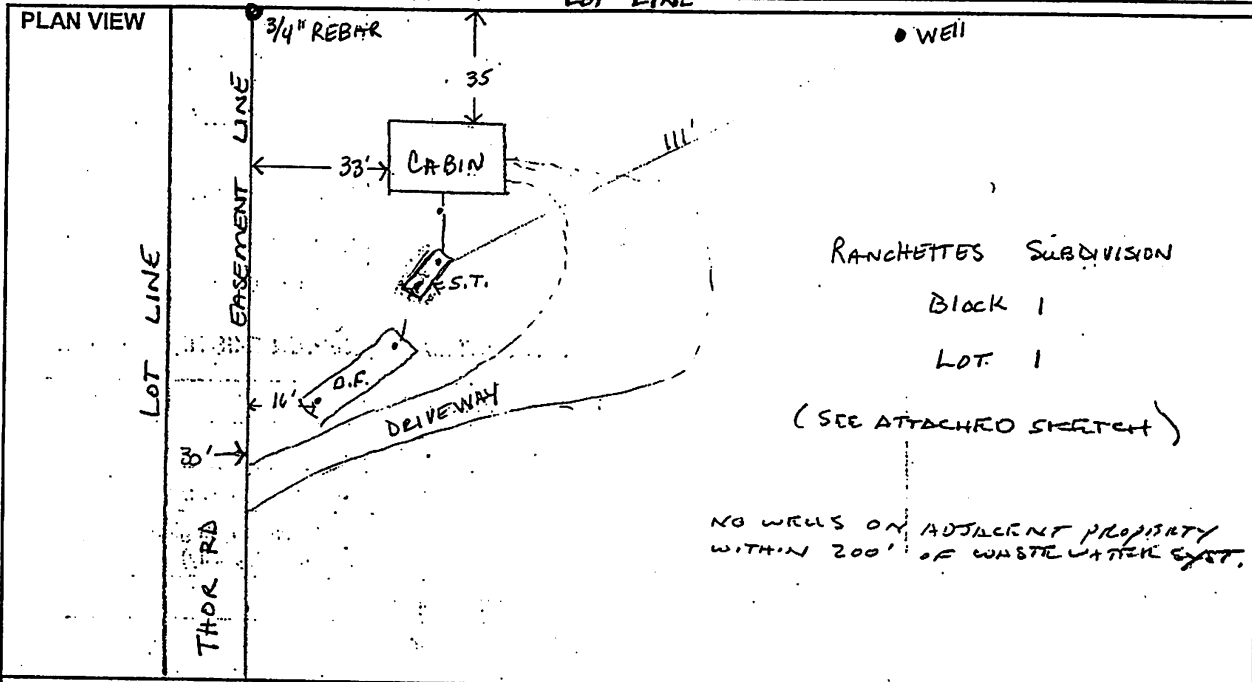 LOT LINE
PLAN VIEW
3/4" REBAR
WELL
35
EASEMENT LINE
33'
CABIN
111'
LOT LINE
S.T.
RANCHETTES SUBDIVISION
Block 1
LOT. 1
D.F.
16'
DRIVEWAY
(SEE ATTACHED SKETCH)
30'
THOR RD
NO WELLS ON ADJACENT PROPERTY
WITHIN 200' OF WASTE WATER SYST.